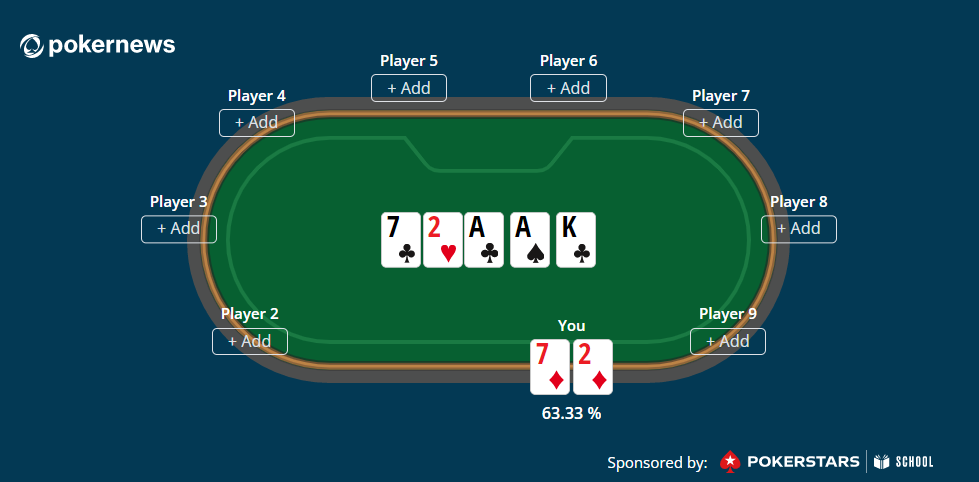 pokernews
Player 5
+ Add
Player 6
+ Add
Player 4
+ Add
Player 7
+ Add
Player 3
+ Add
Player 8
+ Add
7 2 A A K
Player 2
+ Add
Player 9
+ Add
You
7 2
63.33 %
Sponsored by: POKERSTARS SCHOOL